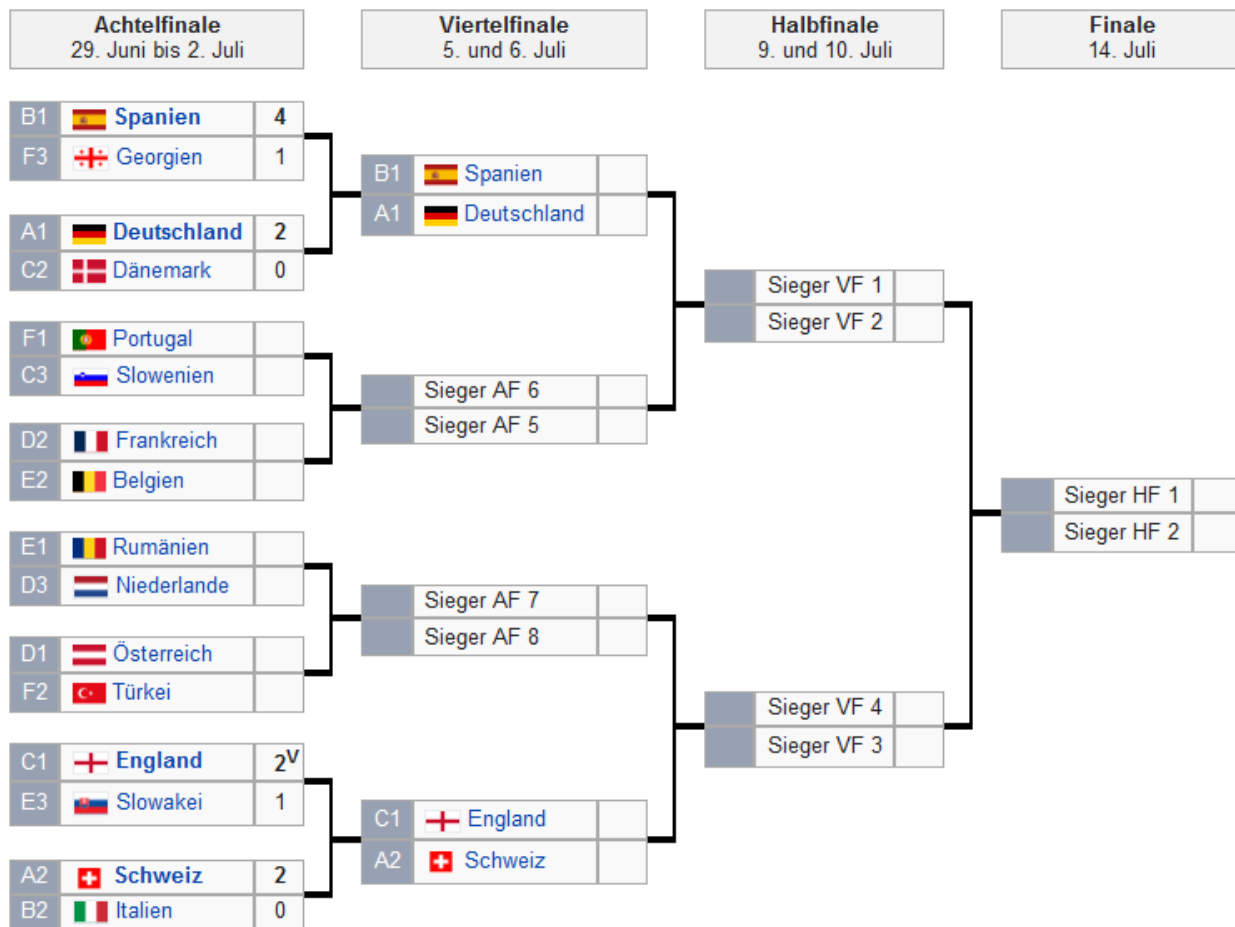 Achtelfinale
29. Juni bis 2. Juli
Viertelfinale
5. und 6. Juli
Halbfinale
9. und 10. Juli
Finale
14. Juli
B1 Spanien 4
F3 Georgien 1
A1 Deutschland 2
C2 Dänemark 0
F1 Portugal
C3 Slowenien
D2 Frankreich
E2 Belgien
E1 Rumänien
D3 Niederlande
D1 Österreich
F2 Türkei
C1 England 2V
E3 Slowakei 1
A2 Schweiz 2
B2 Italien 0
B1 Spanien
A1 Deutschland
Sieger AF 6
Sieger AF 5
Sieger AF 7
Sieger AF 8
C1 England
A2 Schweiz
Sieger VF 1
Sieger VF 2
Sieger VF 4
Sieger VF 3
Sieger HF 1
Sieger HF 2